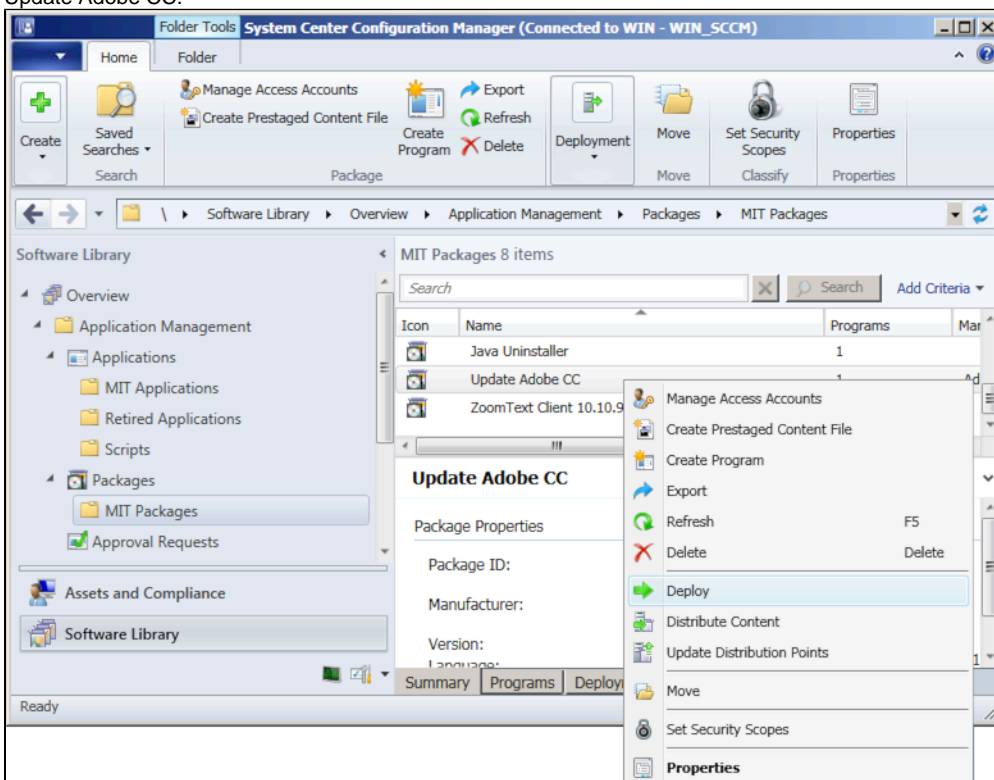 Update Adobe CC.
Folder Tools System Center Configuration Manager (Connected to WIN - WIN_SCCM)
Home Folder
Create
Saved Searches
Search
Manage Access Accounts
Create Prestaged Content File
Create Program
Export
Refresh
Delete
Package
Deployment
Move
Move
Set Security Scopes
Classify
Properties
Properties
\ Software Library Overview Application Management Packages MIT Packages
Software Library
Overview
Application Management
Applications
MIT Applications
Retired Applications
Scripts
Packages
MIT Packages
Approval Requests
Assets and Compliance
Software Library
MIT Packages 8 items
Search Search Add Criteria
Icon Name Programs Mar
Java Uninstaller 1
Update Adobe CC 1 Ad
ZoomText Client 10.10.9
Update Adobe CC
Package Properties
Package ID:
Manufacturer:
Version:
Language:
1
Summary Programs Deploy
Manage Access Accounts
Create Prestaged Content File
Create Program
Export
Refresh F5
Delete Delete
Deploy
Distribute Content
Update Distribution Points
Move
Set Security Scopes
Properties
Ready